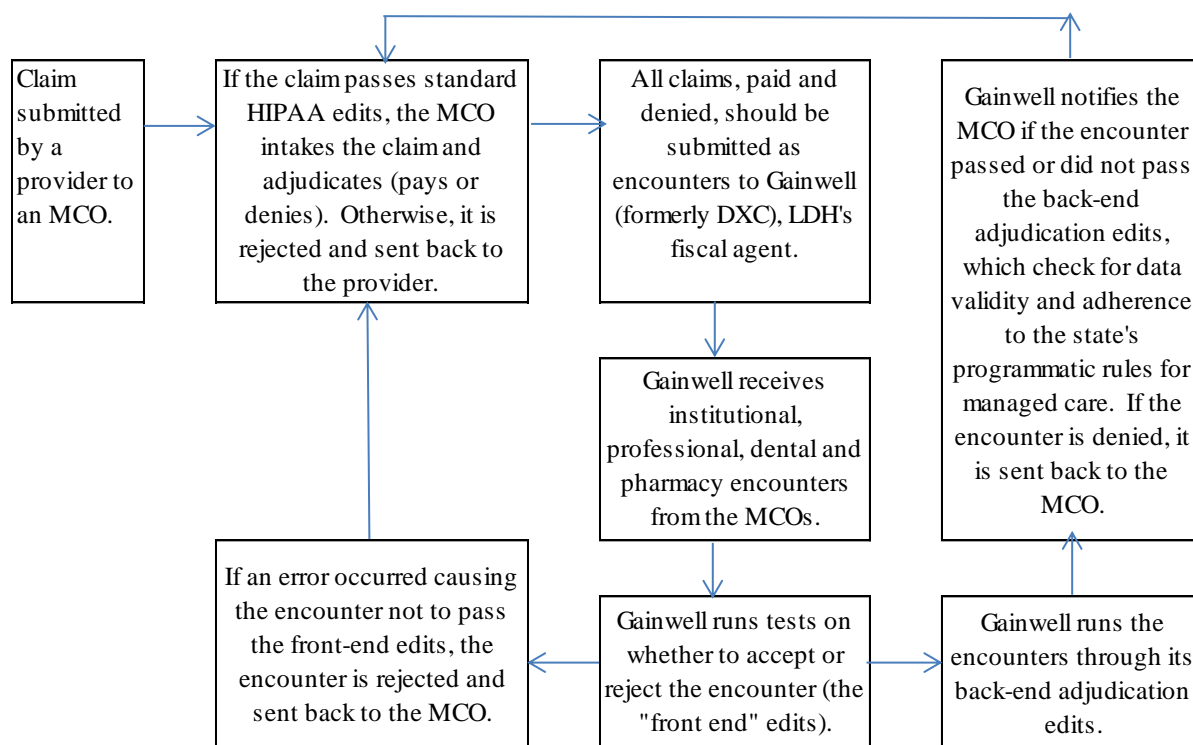 Claim
submitted
by a
provider to
an MCO.
If the claim passes standard
HIPAA edits, the MCO
intakes the claim and
adjudicates (pays or
denies).  Otherwise, it is
rejected and sent back to
the provider.
All claims, paid and
denied, should be
submitted as
encounters to Gainwell
(formerly DXC), LDH's
fiscal agent.
Gainwell receives
institutional,
professional, dental and
pharmacy encounters
from the MCOs.
Gainwell runs tests on
whether to accept or
reject the encounter (the
"front end" edits).
If an error occurred causing
the encounter not to pass
the front-end edits, the
encounter is rejected and
sent back to the MCO.
Gainwell runs the
encounters through its
back-end adjudication
edits.
Gainwell notifies the
MCO if the encounter
passed or did not pass
the back-end
adjudication edits,
which check for data
validity and adherence
to the state's
programmatic rules for
managed care.  If the
encounter is denied, it
is sent back to the
MCO.